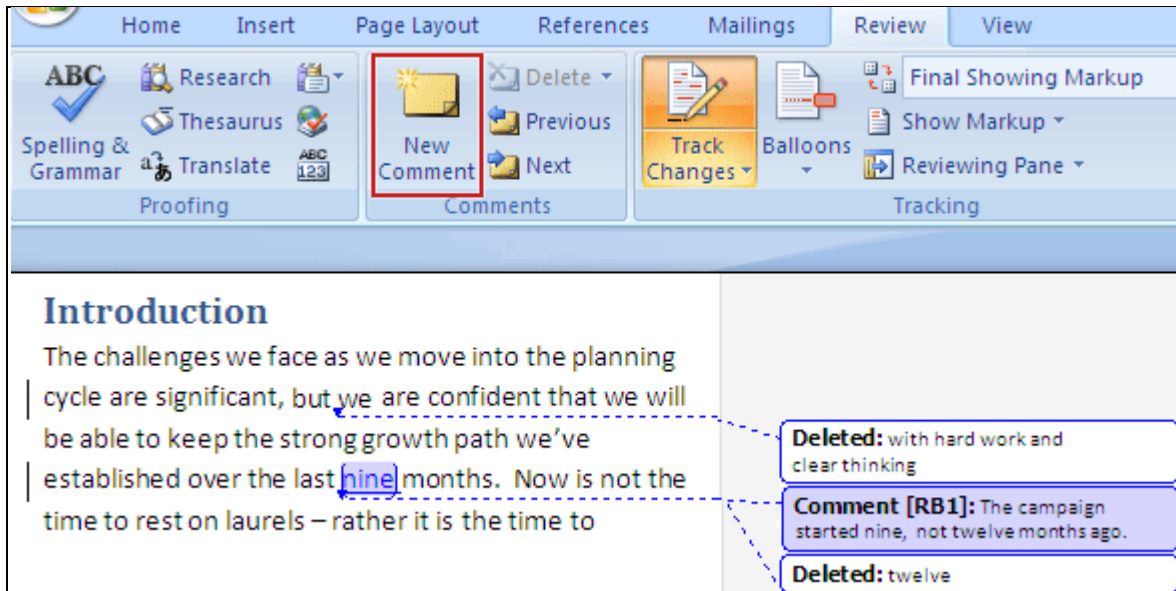 Home Insert Page Layout References Mailings Review View
ABC Research Delete Final Showing Markup
Thesaurus Previous Show Markup
Spelling & Grammar Translate ABC 123 New Comment Next Track Changes Balloons Reviewing Pane
Proofing Comments Tracking
Introduction
The challenges we face as we move into the planning
cycle are significant, but we are confident that we will
be able to keep the strong growth path we’ve
established over the last nine months. Now is not the
time to rest on laurels – rather it is the time to
Deleted: with hard work and
clear thinking
Comment [RB1]: The campaign
started nine, not twelve months ago.
Deleted: twelve